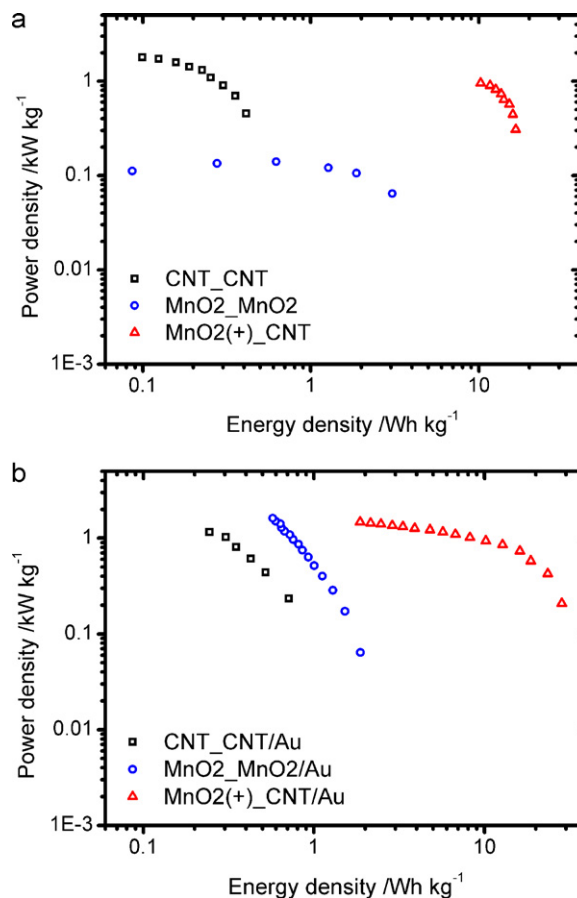 a
Power density /kW kg⁻¹
1
0.1
0.01
1E-3
CNT_CNT
MnO2_MnO2
MnO2(+)_CNT
0.1 1 10
Energy density /Wh kg⁻¹
b
Power density /kW kg⁻¹
1
0.1
0.01
1E-3
CNT_CNT/Au
MnO2_MnO2/Au
MnO2(+)_CNT/Au
0.1 1 10
Energy density /Wh kg⁻¹